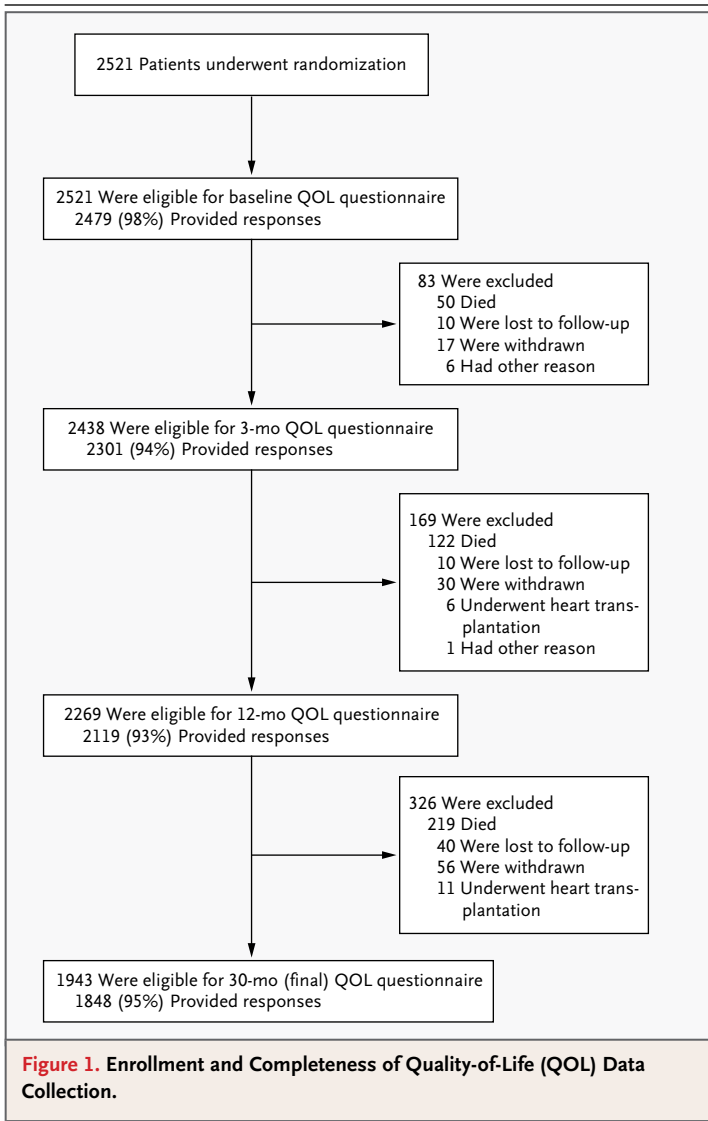 2521 Patients underwent randomization
2521 Were eligible for baseline QOL questionnaire
2479 (98%) Provided responses
83 Were excluded
50 Died
10 Were lost to follow-up
17 Were withdrawn
6 Had other reason
2438 Were eligible for 3-mo QOL questionnaire
2301 (94%) Provided responses
169 Were excluded
122 Died
10 Were lost to follow-up
30 Were withdrawn
6 Underwent heart trans-
plantation
1 Had other reason
2269 Were eligible for 12-mo QOL questionnaire
2119 (93%) Provided responses
326 Were excluded
219 Died
40 Were lost to follow-up
56 Were withdrawn
11 Underwent heart trans-
plantation
1943 Were eligible for 30-mo (final) QOL questionnaire
1848 (95%) Provided responses
Figure 1. Enrollment and Completeness of Quality-of-Life (QOL) Data
Collection.